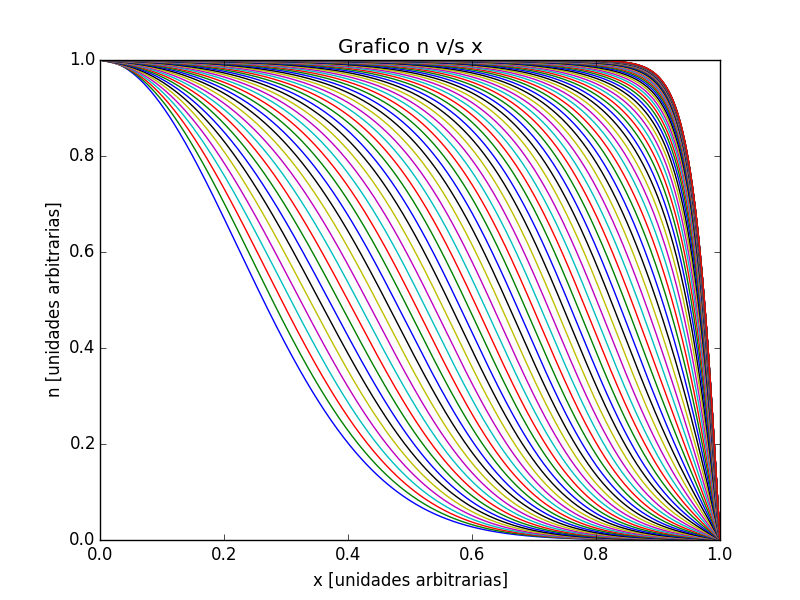 Grafico n v/s x
1.0
0.8
0.6
0.4
0.2
0.0
n [unidades arbitrarias]
0.0 0.2 0.4 0.6 0.8 1.0
x [unidades arbitrarias]